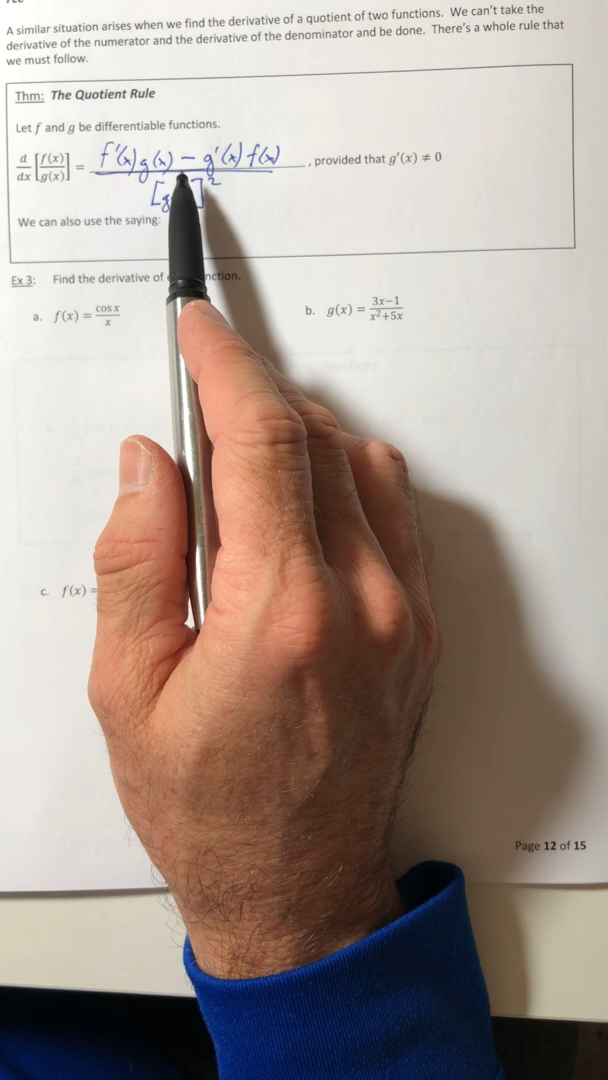 A similar situation arises when we find the derivative of a quotient of two functions. We can't take the
derivative of the numerator and the derivative of the denominator and be done. There's a whole rule that
we must follow.
Thm: The Quotient Rule
Let f and g be differentiable functions.
d/dx [f(x)/g(x)] = f'(x)g(x) − g'(x)f(x) / [g ]² , provided that g'(x) ≠ 0
We can also use the saying:
Ex 3: Find the derivative of nction.
a. f(x) = cos x / x
b. g(x) = 3x−1 / x²+5x
c. f(x) =
Page 12 of 15